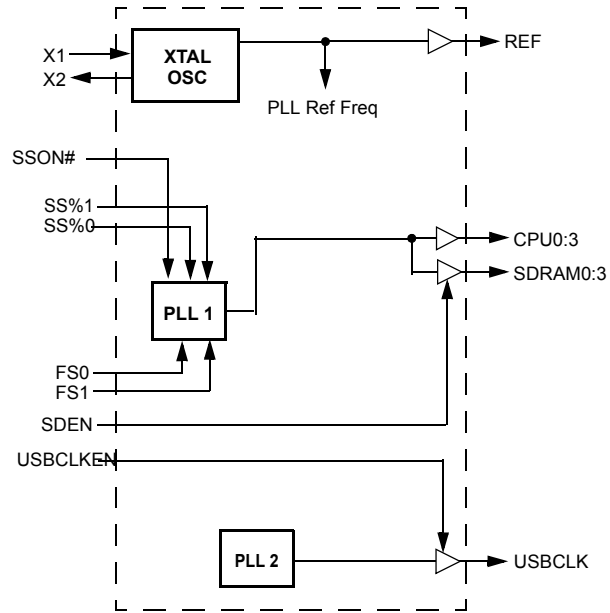 X1
X2
XTAL
OSC
REF
PLL Ref Freq
SSON#
SS%1
SS%0
CPU0:3
SDRAM0:3
PLL 1
FS0
FS1
SDEN
USBCLKEN
PLL 2
USBCLK